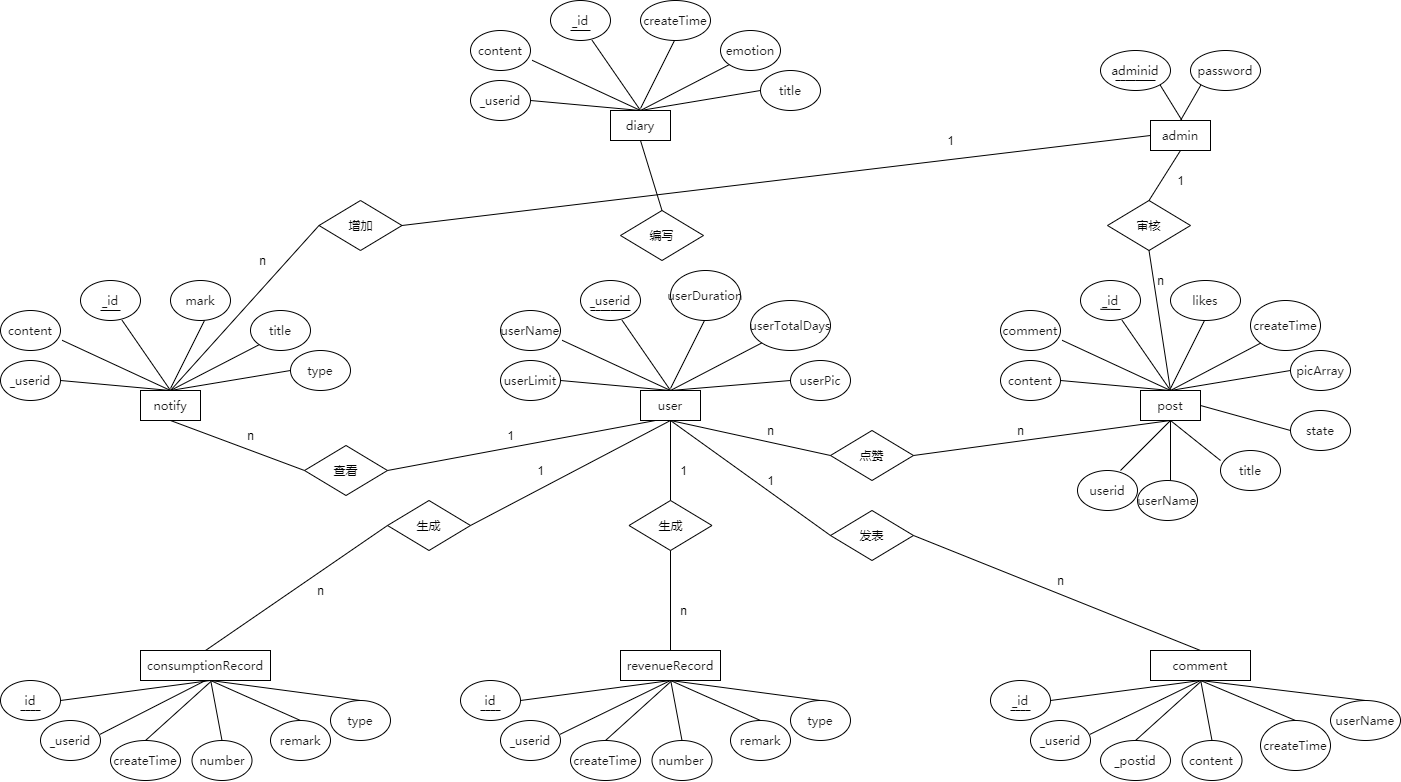 _id
createTime
content
emotion
_userid
title
diary
adminid
password
admin
1
1
增加
编写
审核
n
n
_id
mark
content
title
_userid
type
notify
_userid
userDuration
userName
userTotalDays
userLimit
userPic
user
_id
likes
comment
createTime
content
picArray
post
state
title
userid
userName
n
1
n
n
查看
点赞
1
1
1
生成
生成
发表
n
n
n
consumptionRecord
revenueRecord
comment
id
_userid
createTime
number
remark
type
id
_userid
createTime
number
remark
type
_id
_userid
_postid
content
createTime
userName